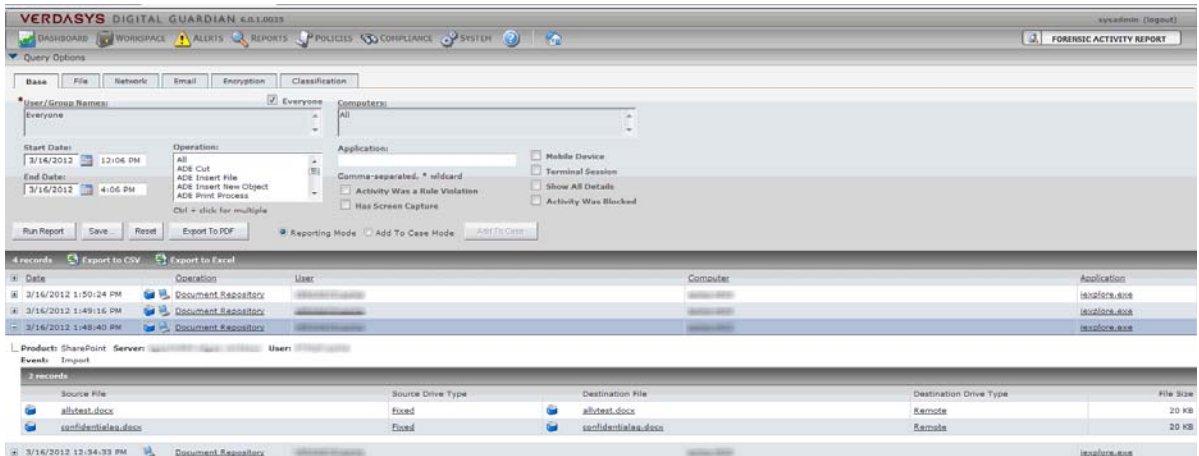 VERDASYS DIGITAL GUARDIAN 6.0.1.0035
sysadmin (logout)
DASHBOARD WORKSPACE ALERTS REPORTS POLICIES COMPLIANCE SYSTEM
FORENSIC ACTIVITY REPORT
Query Options
Base File Network Email Encryption Classification
*User/Group Names: Everyone Computers:
Everyone All
Start Date: Operation: Application:
3/16/2012 12:06 PM All
ADE Cut
ADE Insert File
ADE Insert New Object
ADE Print Process
End Date:
3/16/2012 4:06 PM
Ctrl + click for multiple
Comma-separated, * wildcard
Activity Was a Rule Violation
Has Screen Capture
Mobile Device
Terminal Session
Show All Details
Activity Was Blocked
Run Report Save... Reset Export To PDF Reporting Mode Add To Case Mode Add To Case
4 records Export to CSV Export to Excel
Date Operation User Computer Application
3/16/2012 1:50:24 PM Document Repository iexplore.exe
3/16/2012 1:49:16 PM Document Repository iexplore.exe
3/16/2012 1:48:40 PM Document Repository iexplore.exe
Product: SharePoint Server: User:
Event: Import
2 records
Source File Source Drive Type Destination File Destination Drive Type File Size
allytest.docx Fixed allytest.docx Remote 20 KB
confidentialag.docx Fixed confidentialag.docx Remote 20 KB
3/16/2012 12:34:33 PM Document Repository iexplore.exe